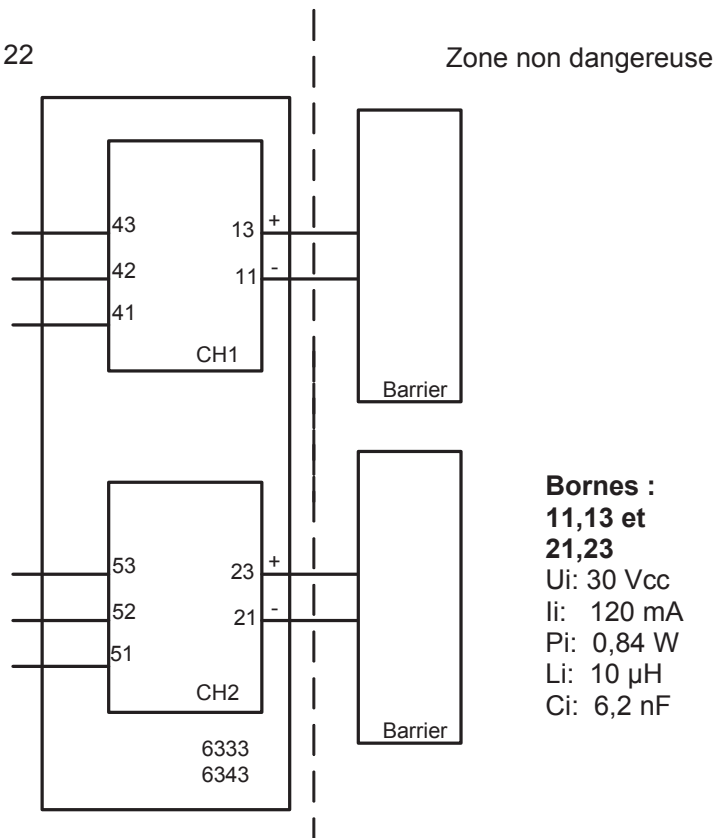 22
Zone non dangereuse
43
13
+
42
11
-
41
CH1
Barrier
53
23
+
52
21
-
51
CH2
6333
6343
Barrier
Bornes :
11,13 et
21,23
Ui: 30 Vcc
Ii: 120 mA
Pi: 0,84 W
Li: 10 µH
Ci: 6,2 nF